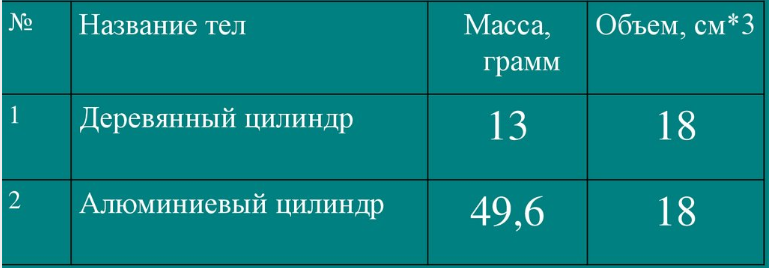 № Название тел Масса, грамм Объем, см*3
1 Деревянный цилиндр 13 18
2 Алюминиевый цилиндр 49,6 18